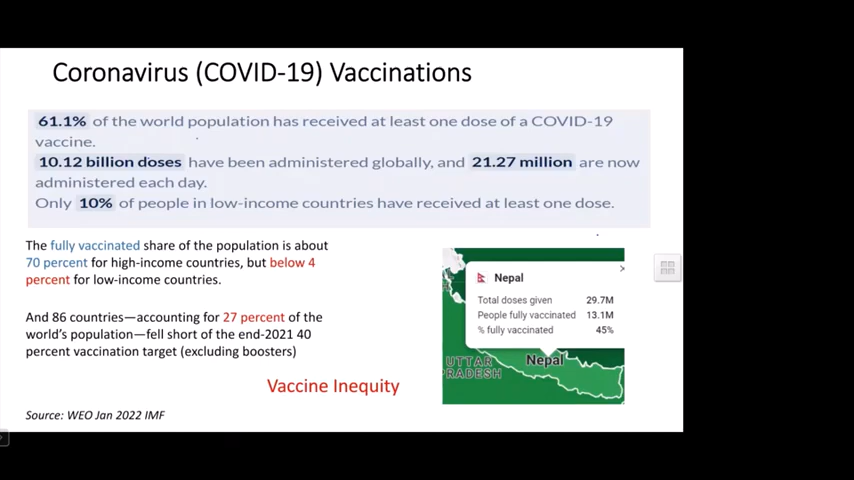 Coronavirus (COVID-19) Vaccinations
61.1% of the world population has received at least one dose of a COVID-19
vaccine.
10.12 billion doses have been administered globally, and 21.27 million are now
administered each day.
Only 10% of people in low-income countries have received at least one dose.
The fully vaccinated share of the population is about
70 percent for high-income countries, but below 4
percent for low-income countries.
And 86 countries—accounting for 27 percent of the
world's population—fell short of the end-2021 40
percent vaccination target (excluding boosters)
Vaccine Inequity
Source: WEO Jan 2022 IMF
Nepal
Total doses given 29.7M
People fully vaccinated 13.1M
% fully vaccinated 45%
UTTAR
PRADESH
Nepal